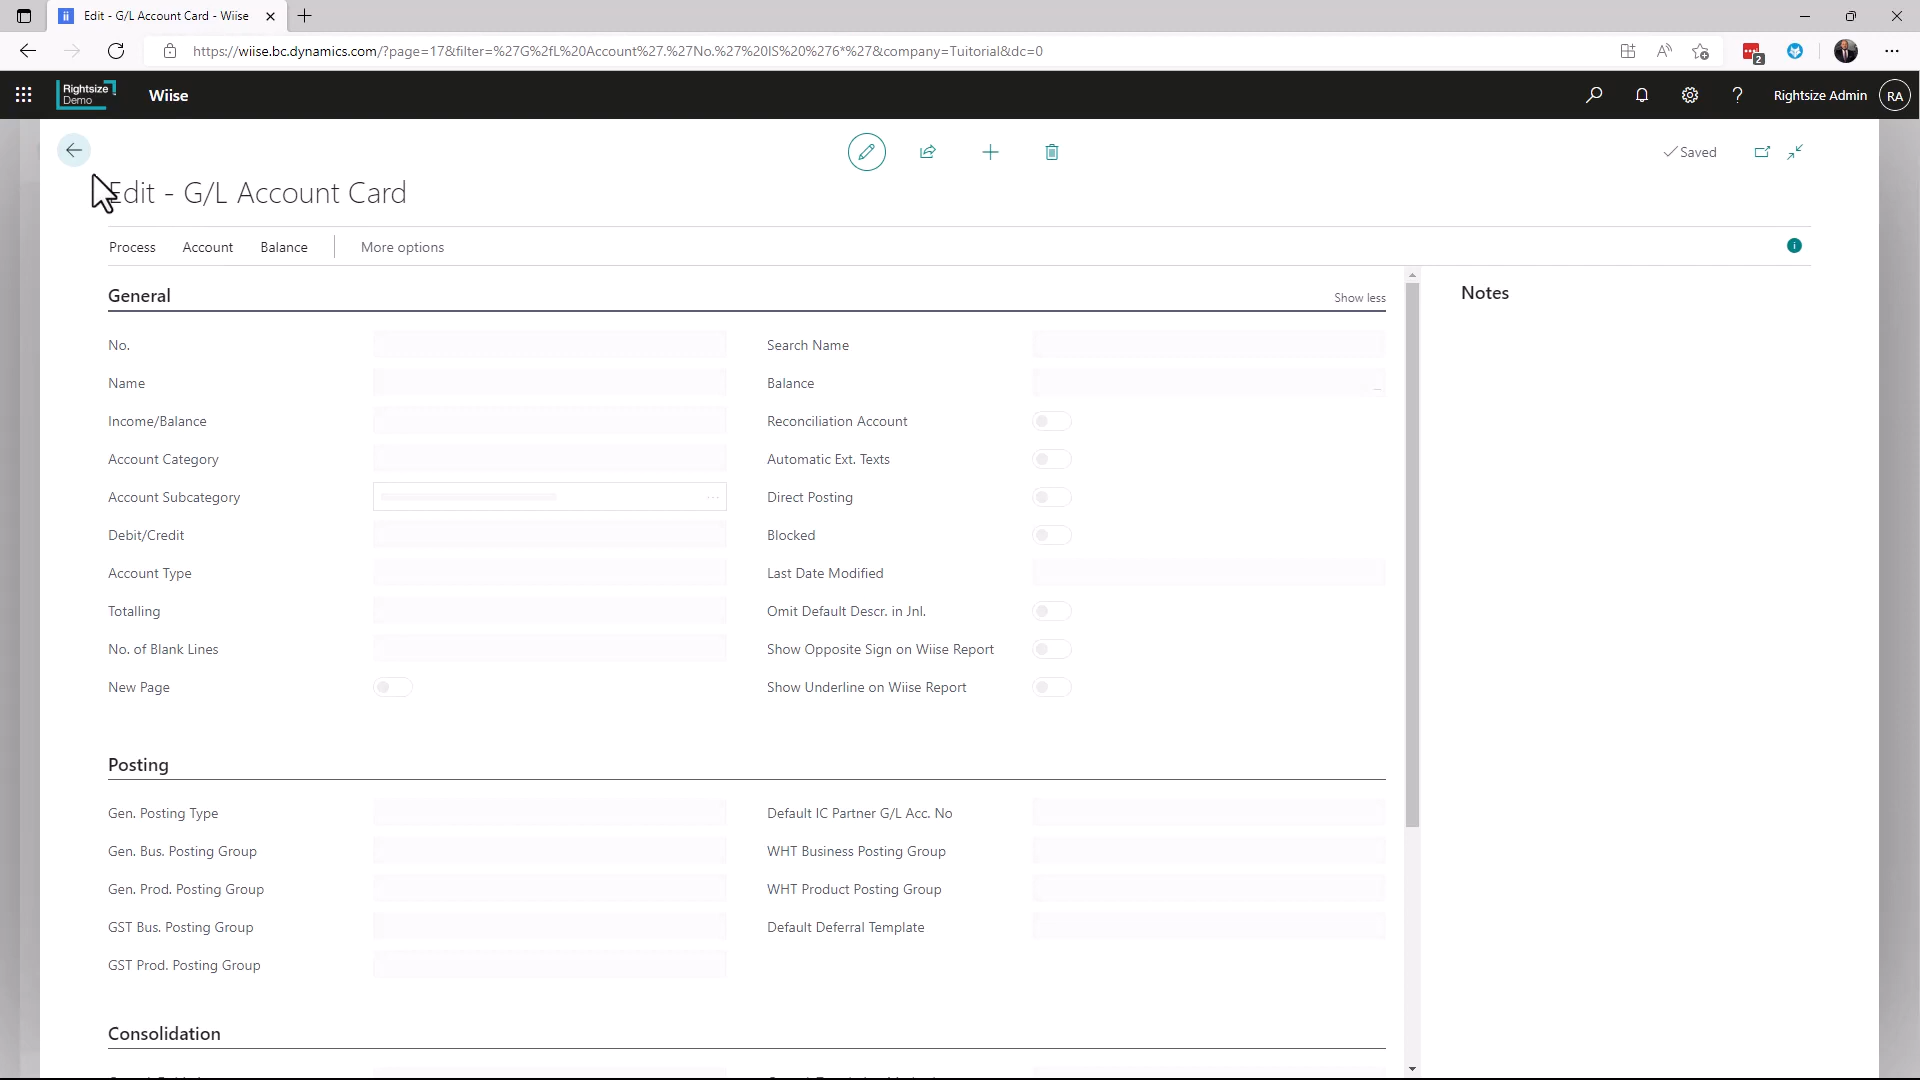 Edit - G/L Account Card - Wiise
https://wiise.bc.dynamics.com/?page=17&filter=%27G%2fL%20Account%27.%27No.%27%20IS%20%276*%27&company=Tuitorial&dc=0
2
Rightsize
Demo
Wiise
?
Rightsize Admin
RA
Saved
Edit - G/L Account Card
Process
Account
Balance
More options
General
Show less
Notes
No.
Search Name
Name
Balance
Income/Balance
Reconciliation Account
Account Category
Automatic Ext. Texts
Account Subcategory
Direct Posting
Debit/Credit
Blocked
Account Type
Last Date Modified
Totalling
Omit Default Descr. in Jnl.
No. of Blank Lines
Show Opposite Sign on Wiise Report
New Page
Show Underline on Wiise Report
Posting
Gen. Posting Type
Default IC Partner G/L Acc. No
Gen. Bus. Posting Group
WHT Business Posting Group
Gen. Prod. Posting Group
WHT Product Posting Group
GST Bus. Posting Group
Default Deferral Template
GST Prod. Posting Group
Consolidation